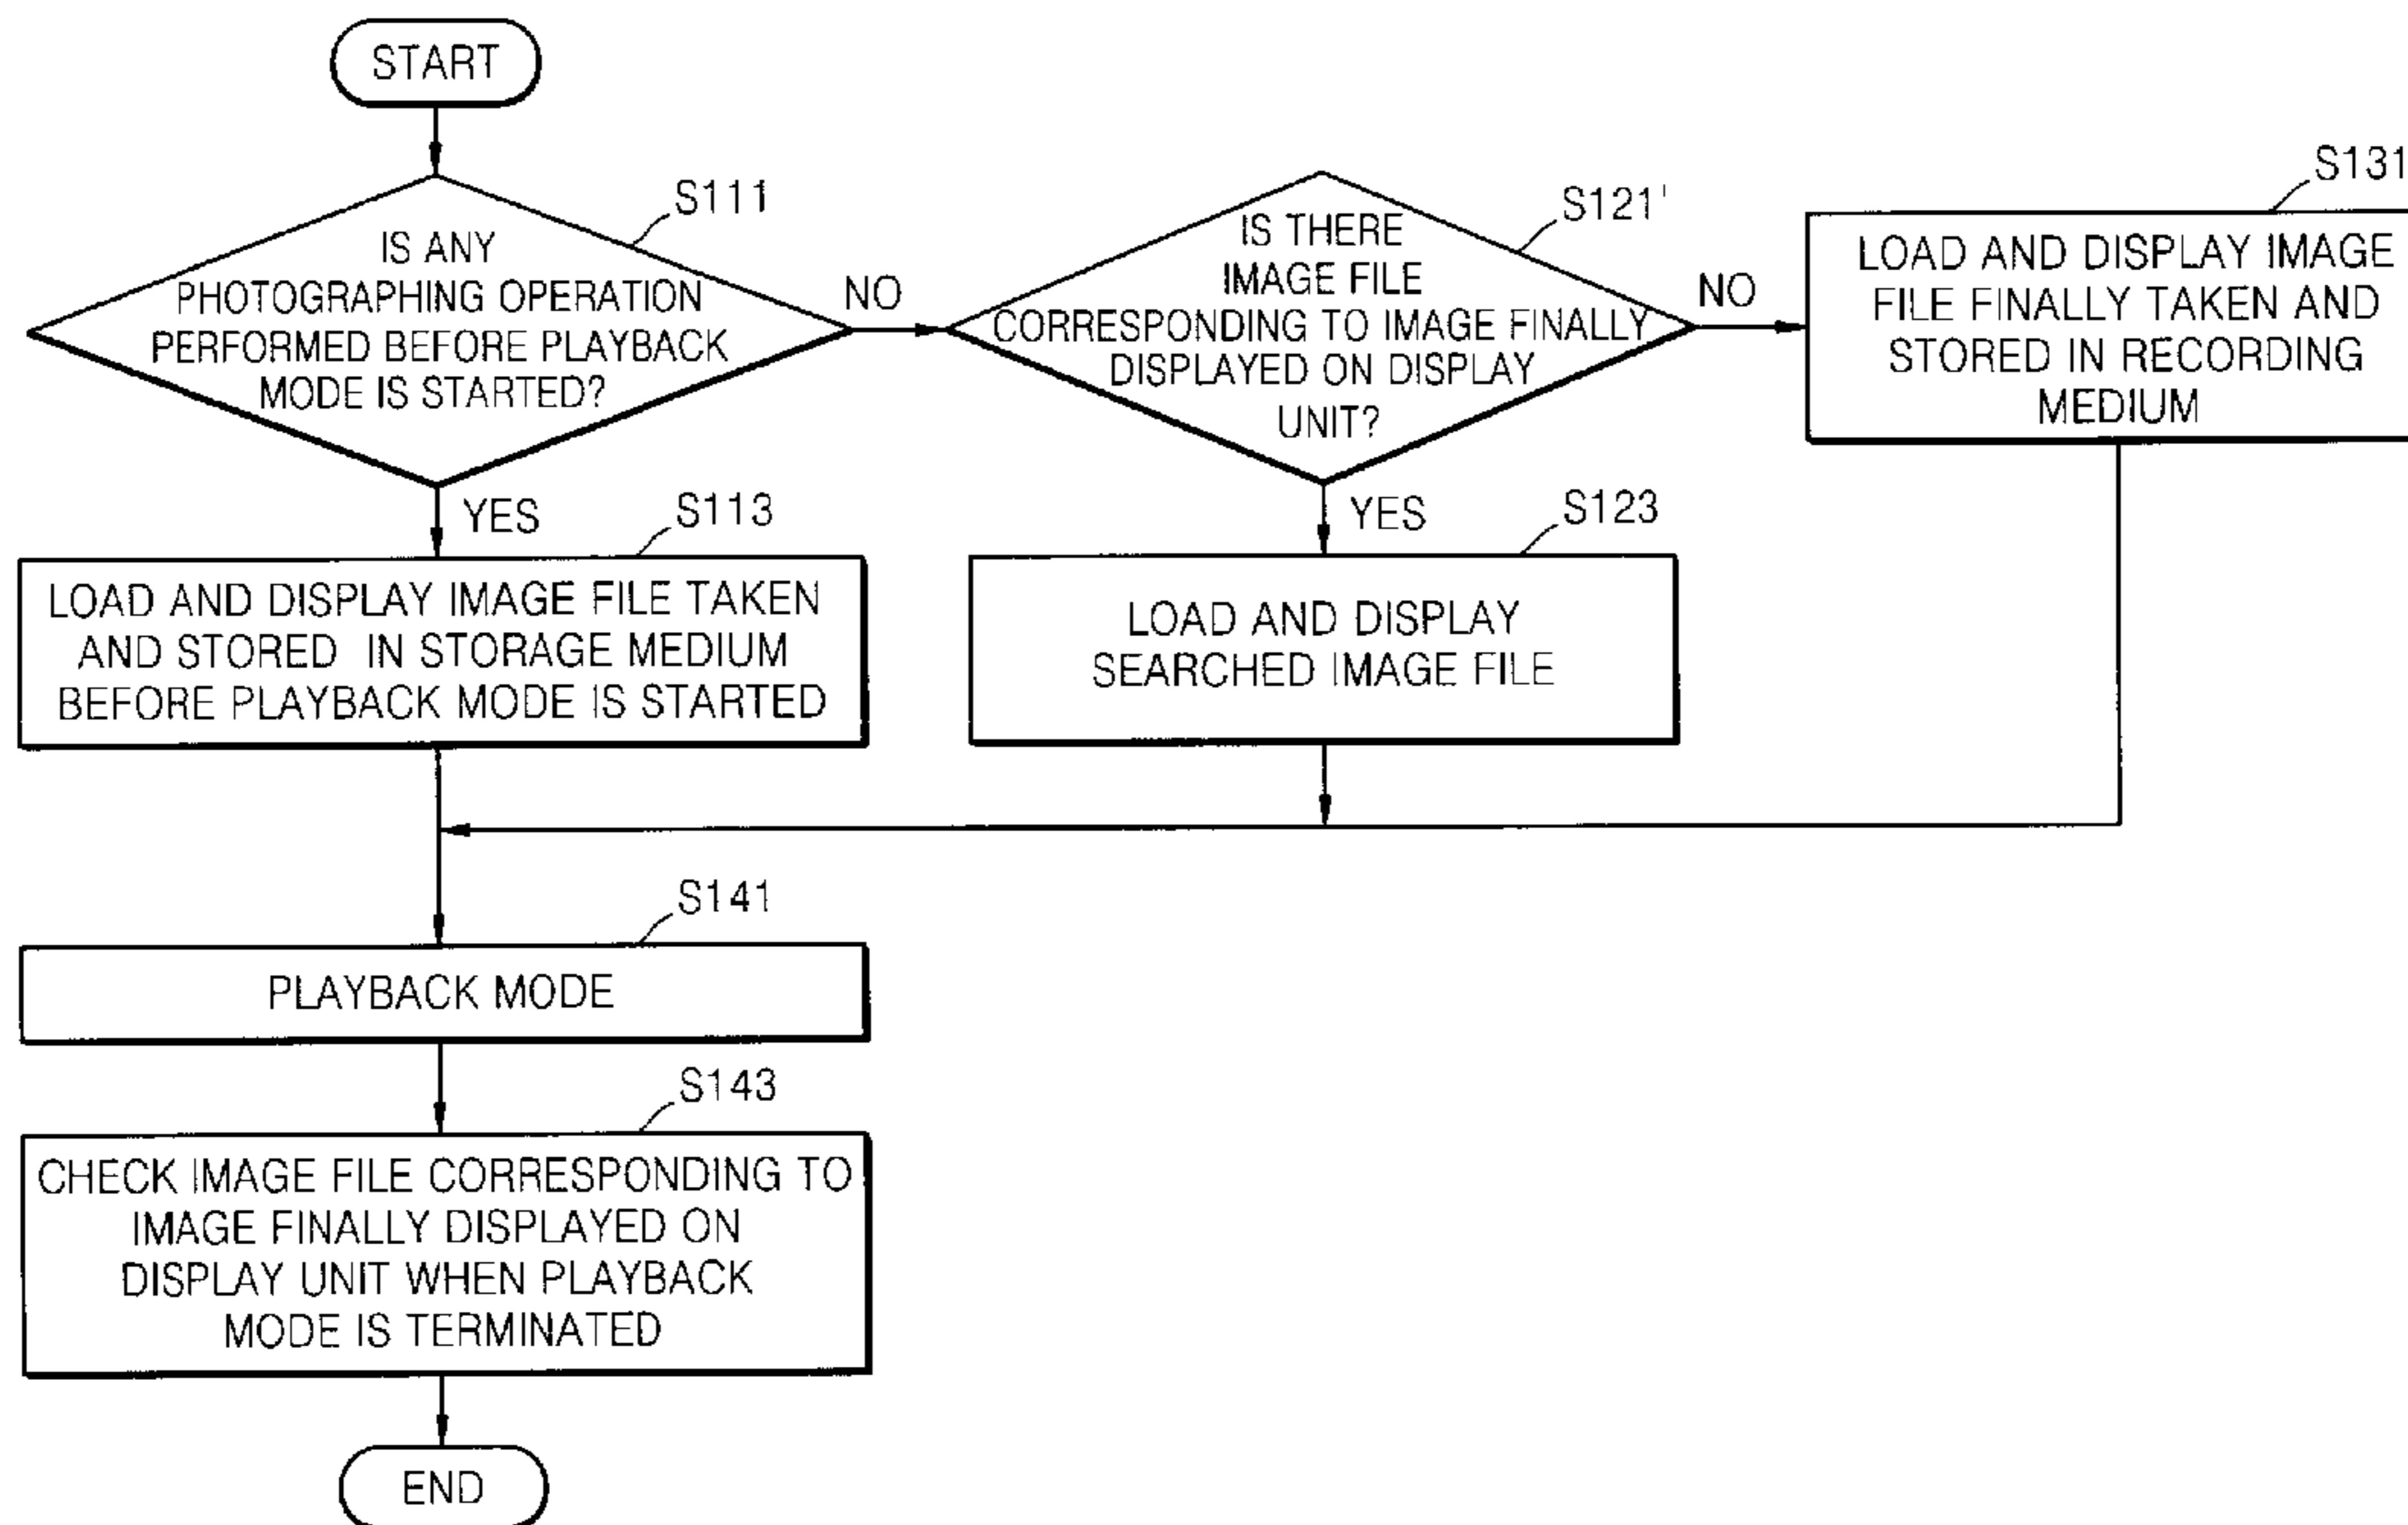 START
S111
IS ANY
PHOTOGRAPHING OPERATION
PERFORMED BEFORE PLAYBACK
MODE IS STARTED?
NO
S121'
IS THERE
IMAGE FILE
CORRESPONDING TO IMAGE FINALLY
DISPLAYED ON DISPLAY
UNIT?
NO
S131
LOAD AND DISPLAY IMAGE
FILE FINALLY TAKEN AND
STORED IN RECORDING
MEDIUM
YES
S113
LOAD AND DISPLAY IMAGE FILE TAKEN
AND STORED IN STORAGE MEDIUM
BEFORE PLAYBACK MODE IS STARTED
YES
S123
LOAD AND DISPLAY
SEARCHED IMAGE FILE
S141
PLAYBACK MODE
S143
CHECK IMAGE FILE CORRESPONDING TO
IMAGE FINALLY DISPLAYED ON
DISPLAY UNIT WHEN PLAYBACK
MODE IS TERMINATED
END